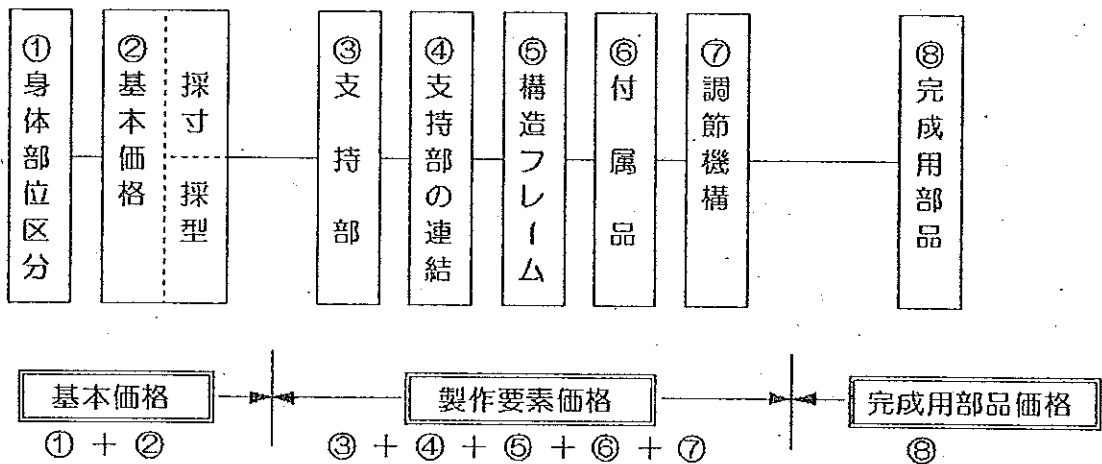 ①身体部位区分
②基本価格
採寸
採型
③支持部
④支持部の連結
⑤構造フレーム
⑥付属品
⑦調節機構
⑧完成用部品
基本価格
製作要素価格
完成用部品価格
①+②
③+④+⑤+⑥+⑦
⑧